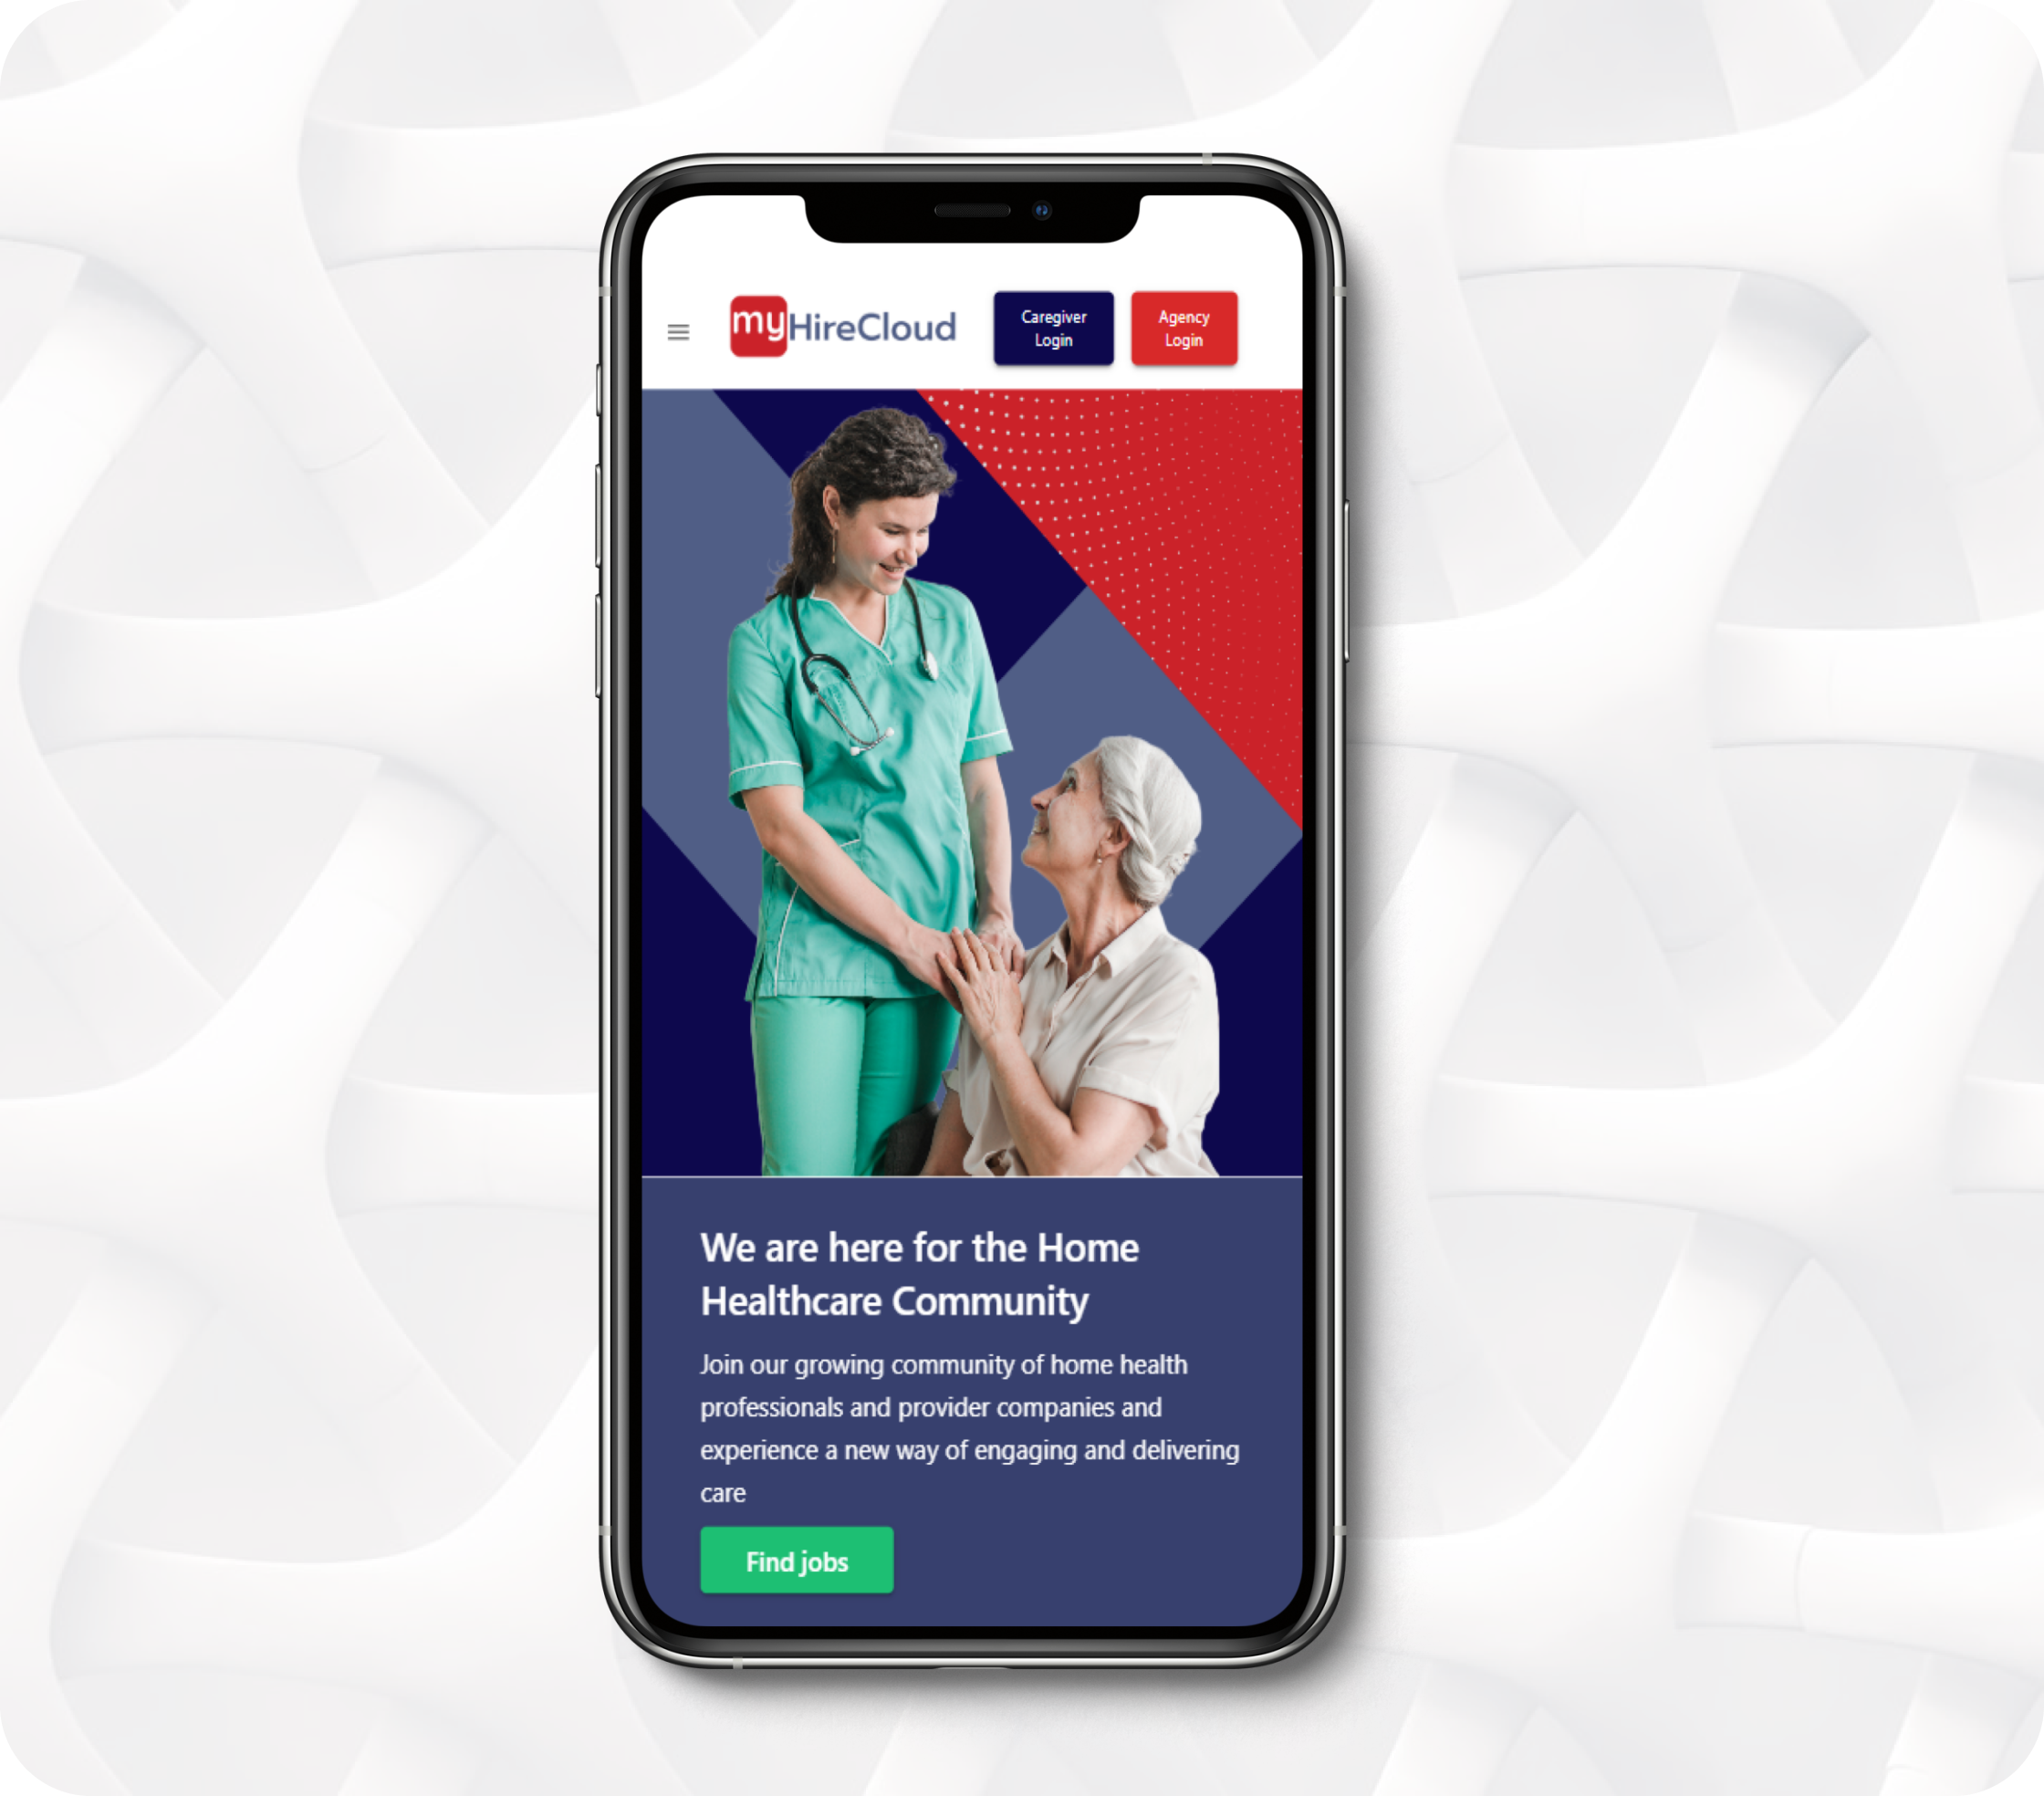 myHireCloud
Caregiver
Login
Agency
Login
We are here for the Home
Healthcare Community
Join our growing community of home health
professionals and provider companies and
experience a new way of engaging and delivering
care
Find jobs